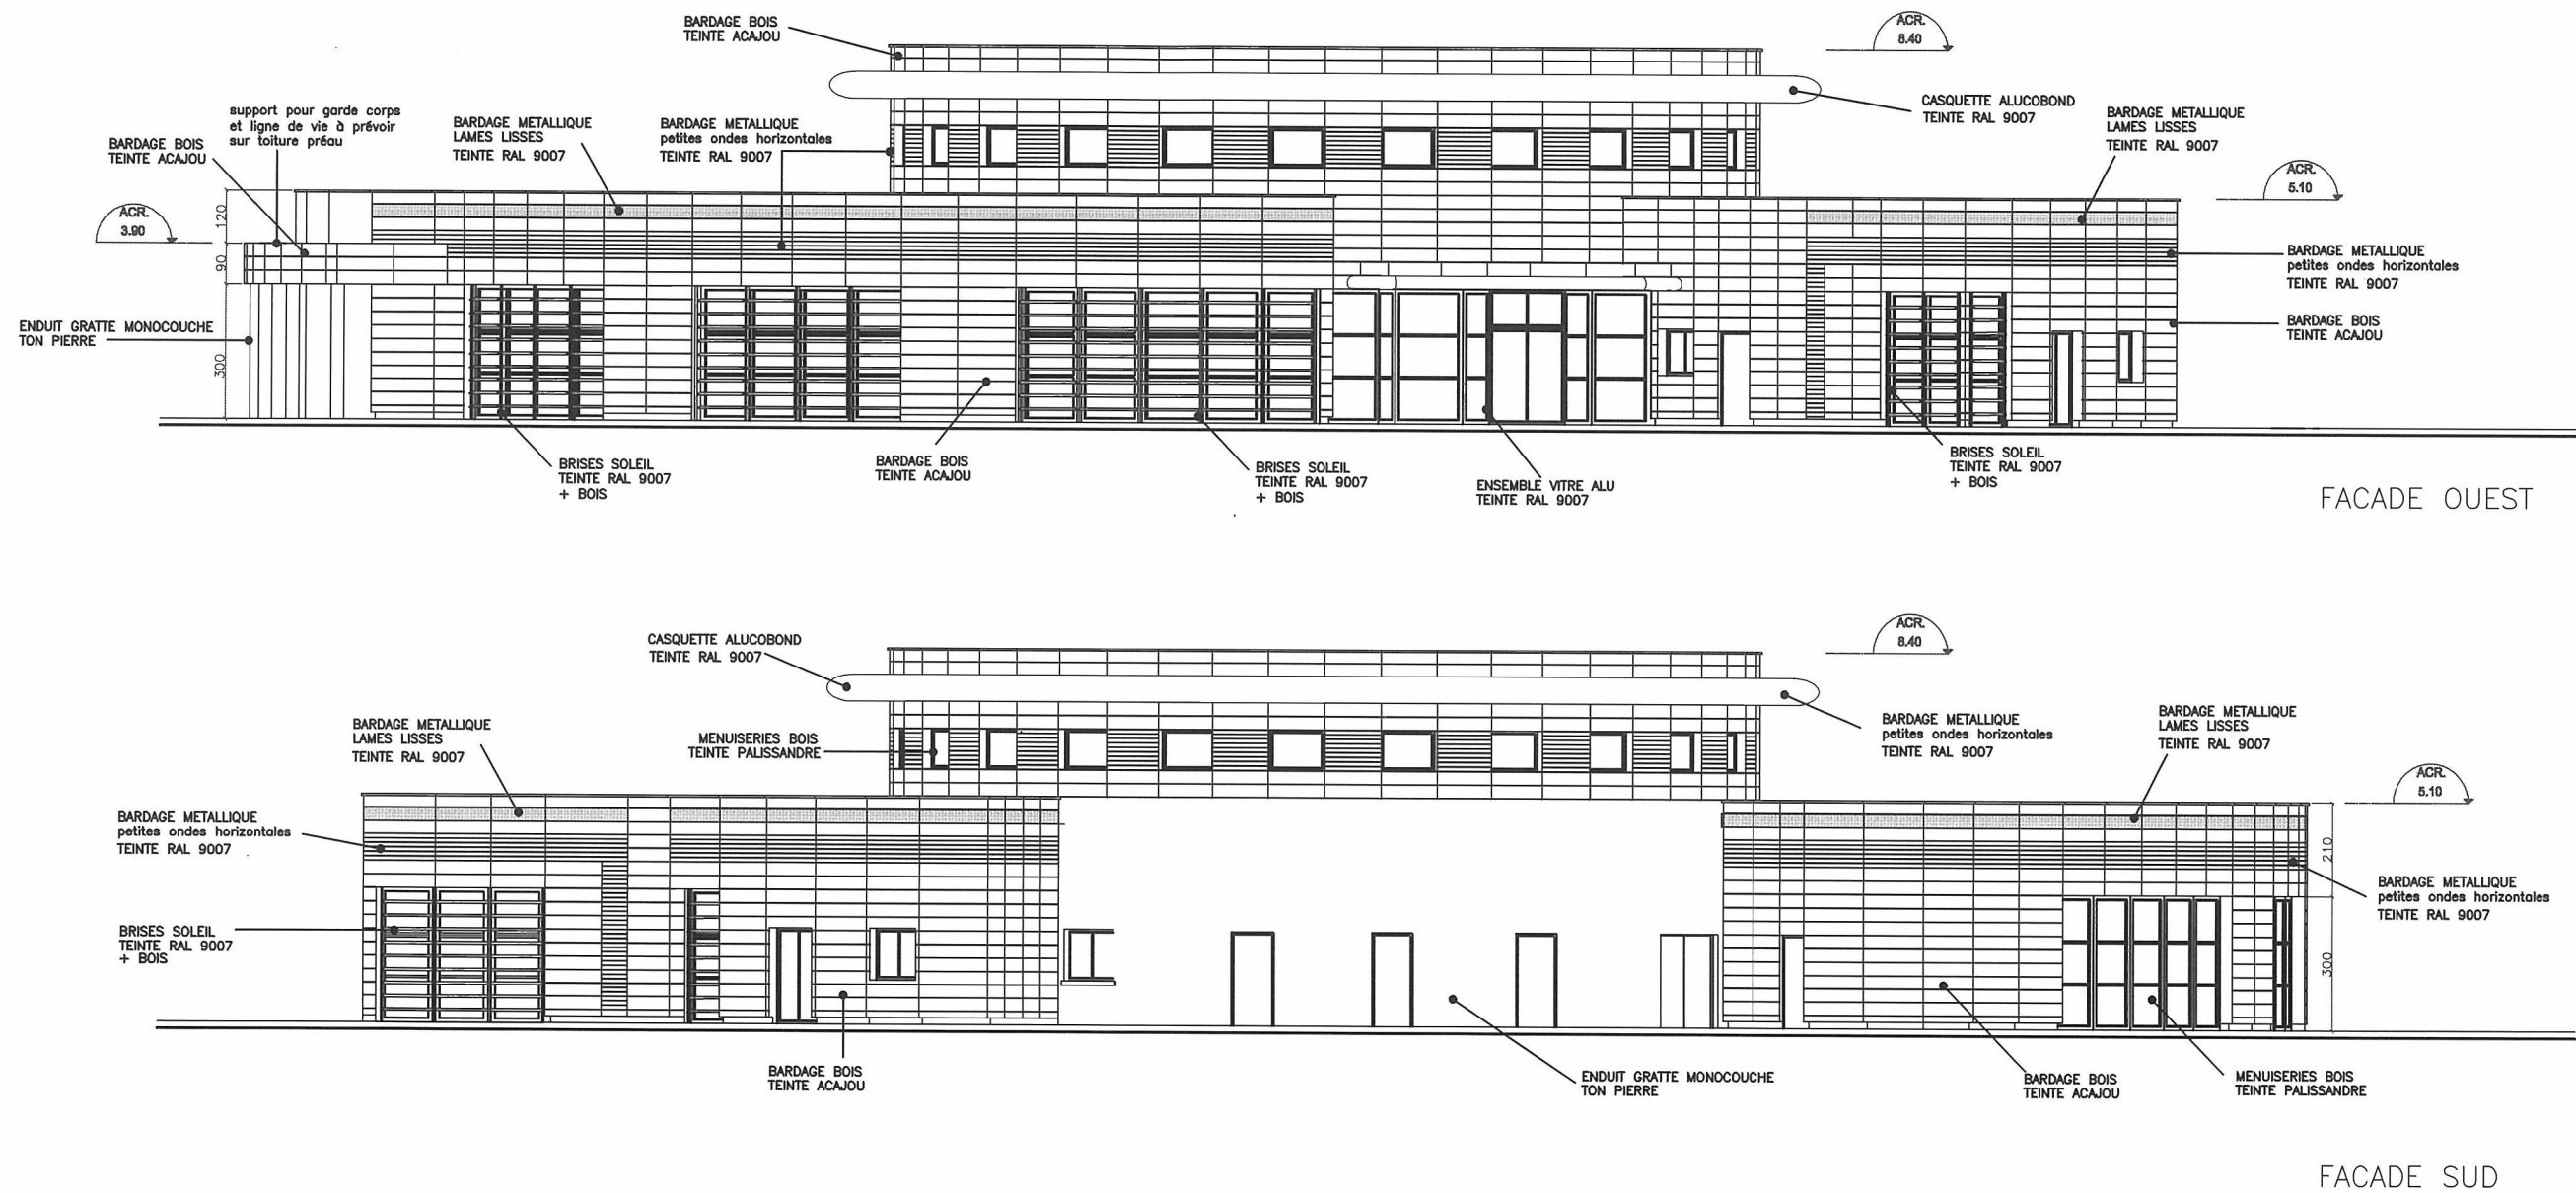 BARDAGE BOIS
TEINTE ACAJOU
ACR.
8.40
CASQUETTE ALUCOBOND
TEINTE RAL 9007
BARDAGE METALLIQUE
LAMES LISSES
TEINTE RAL 9007
support pour garde corps
et ligne de vie à prévoir
sur toiture préau
BARDAGE BOIS
TEINTE ACAJOU
BARDAGE METALLIQUE
LAMES LISSES
TEINTE RAL 9007
BARDAGE METALLIQUE
petites ondes horizontales
TEINTE RAL 9007
ACR.
5.10
ACR.
3.90
120
90
300
BARDAGE METALLIQUE
petites ondes horizontales
TEINTE RAL 9007
BARDAGE BOIS
TEINTE ACAJOU
ENDUIT GRATTE MONOCOUCHE
TON PIERRE
BRISES SOLEIL
TEINTE RAL 9007
+ BOIS
BARDAGE BOIS
TEINTE ACAJOU
BRISES SOLEIL
TEINTE RAL 9007
+ BOIS
ENSEMBLE VITRE ALU
TEINTE RAL 9007
BRISES SOLEIL
TEINTE RAL 9007
+ BOIS
FACADE OUEST
CASQUETTE ALUCOBOND
TEINTE RAL 9007
ACR.
8.40
BARDAGE METALLIQUE
LAMES LISSES
TEINTE RAL 9007
MENUISERIES BOIS
TEINTE PALISSANDRE
BARDAGE METALLIQUE
petites ondes horizontales
TEINTE RAL 9007
BARDAGE METALLIQUE
LAMES LISSES
TEINTE RAL 9007
ACR.
5.10
BARDAGE METALLIQUE
petites ondes horizontales
TEINTE RAL 9007
210
300
BARDAGE METALLIQUE
petites ondes horizontales
TEINTE RAL 9007
BRISES SOLEIL
TEINTE RAL 9007
+ BOIS
BARDAGE BOIS
TEINTE ACAJOU
ENDUIT GRATTE MONOCOUCHE
TON PIERRE
BARDAGE BOIS
TEINTE ACAJOU
MENUISERIES BOIS
TEINTE PALISSANDRE
FACADE SUD